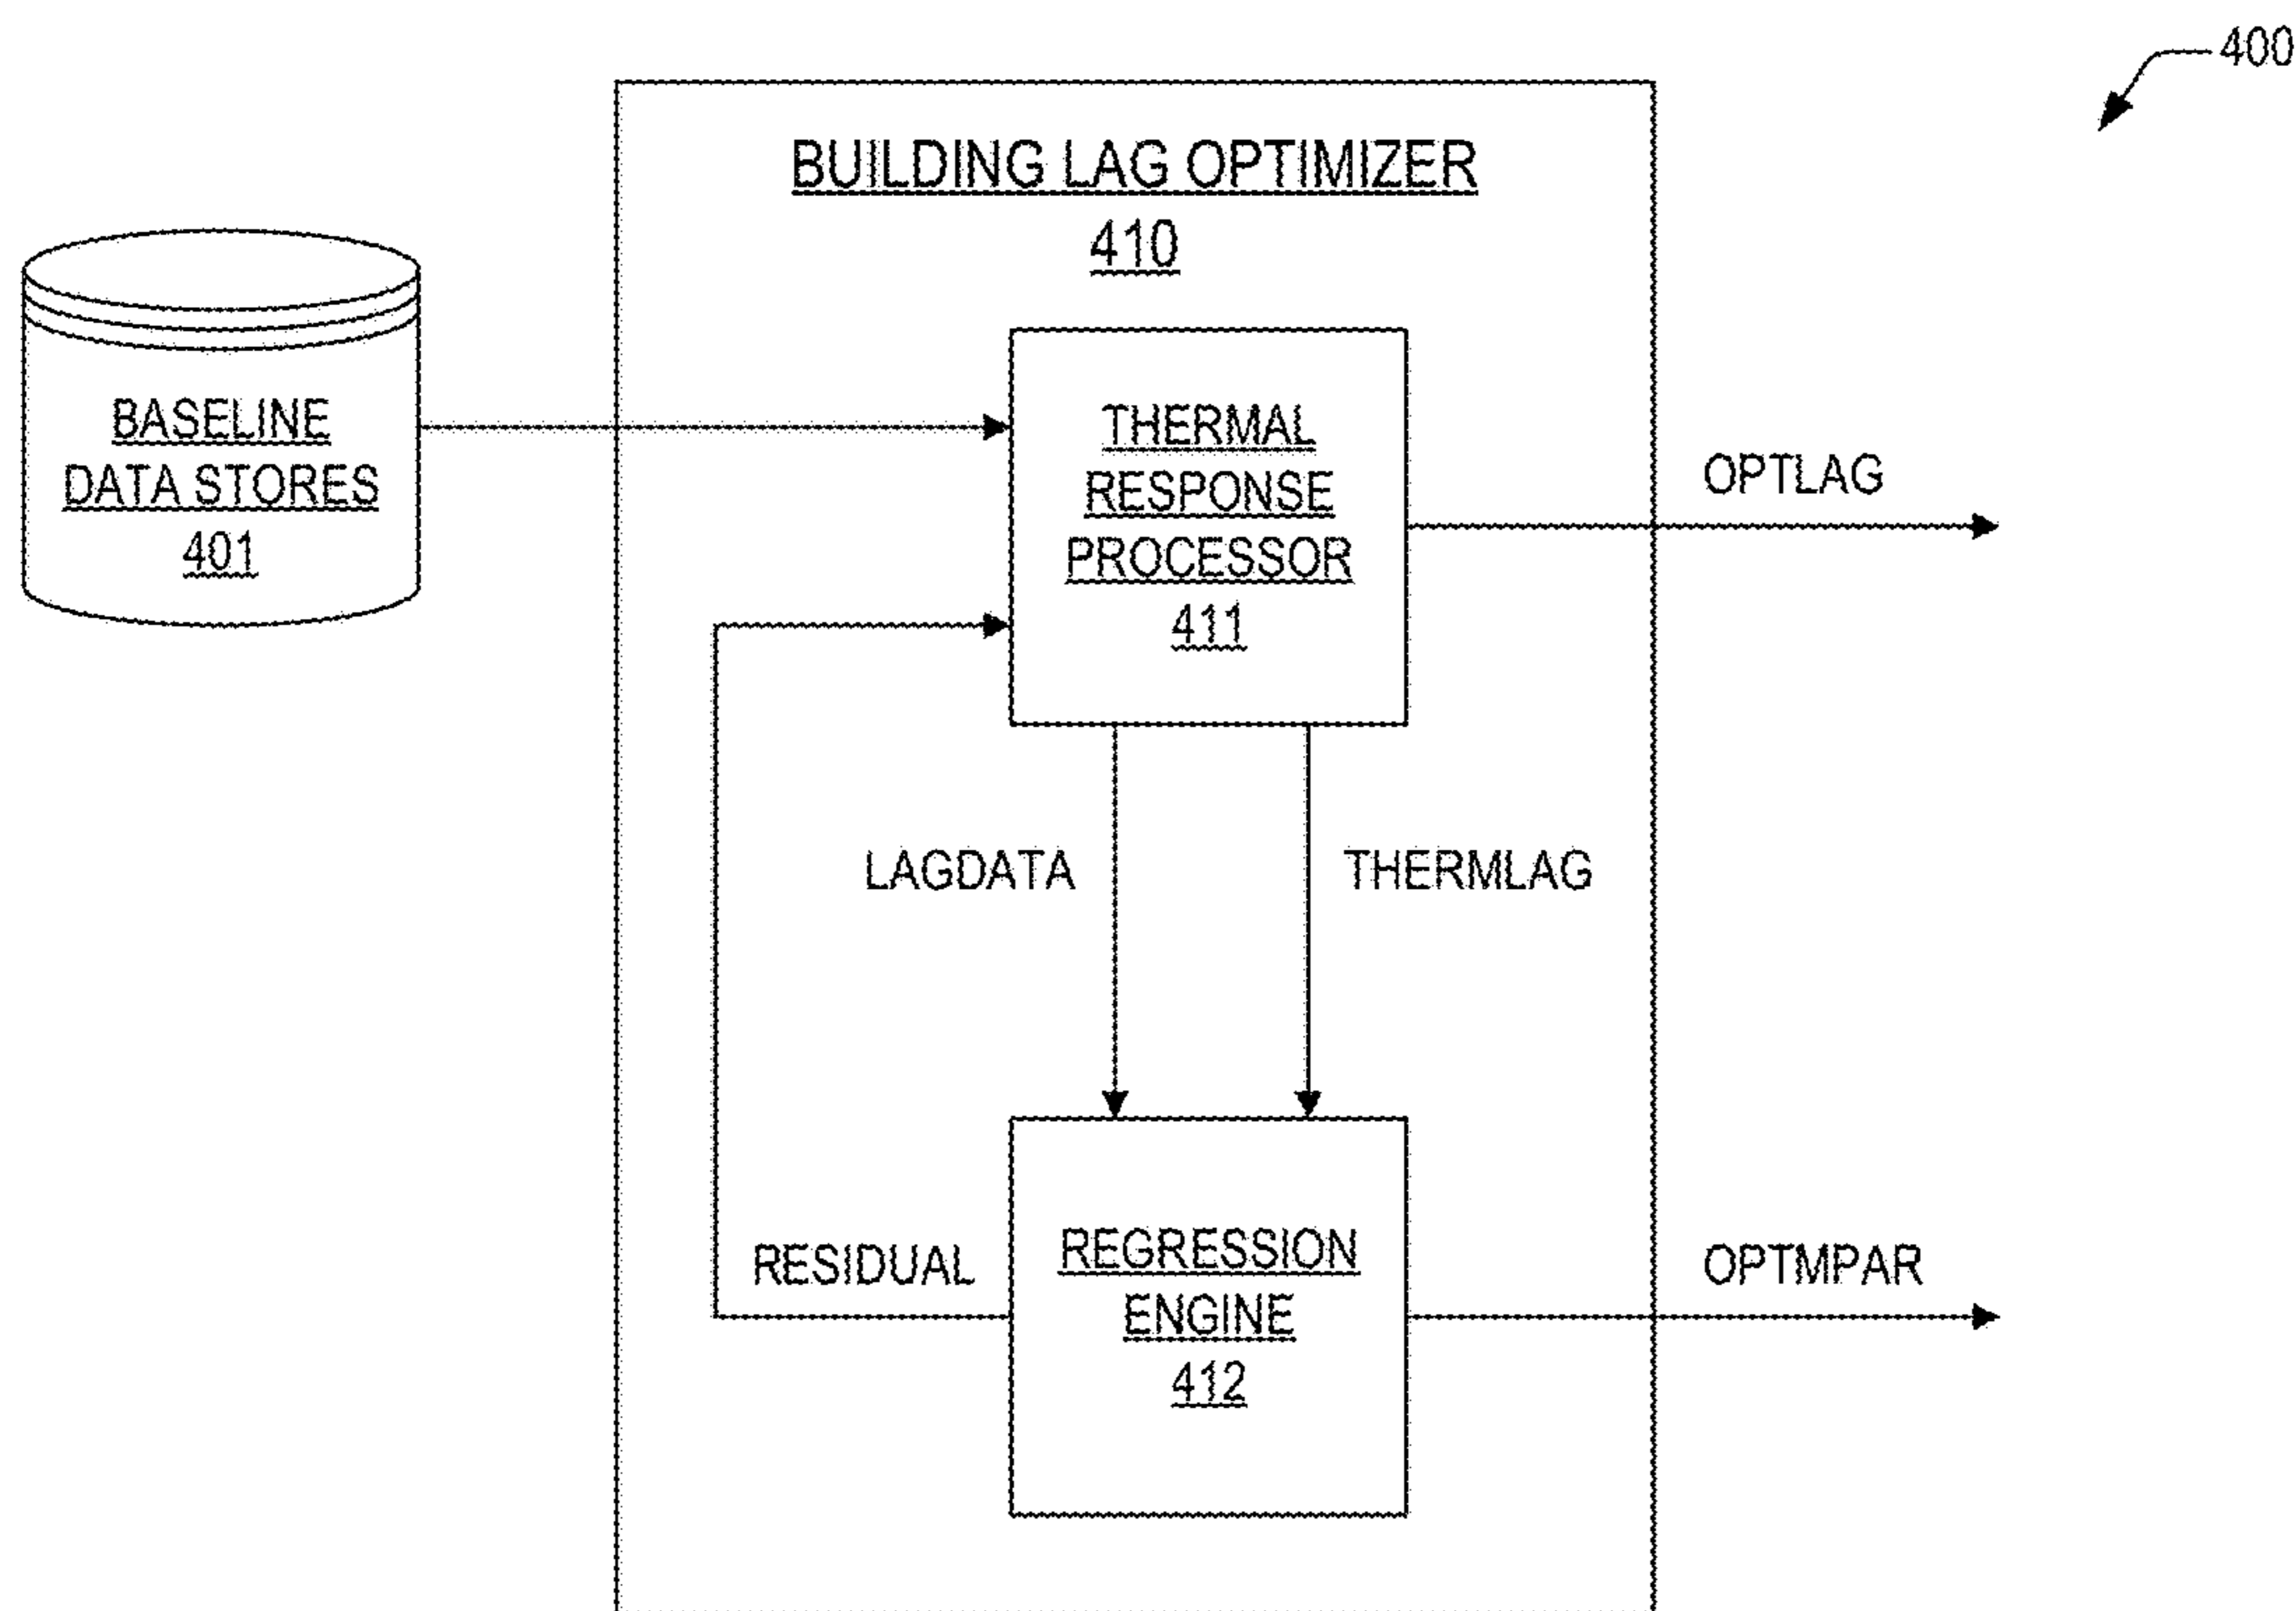 400
BUILDING LAG OPTIMIZER
410
BASELINE
DATA STORES
401
THERMAL
RESPONSE
PROCESSOR
411
OPTLAG
LAGDATA
THERMLAG
RESIDUAL
REGRESSION
ENGINE
412
OPTMPAR